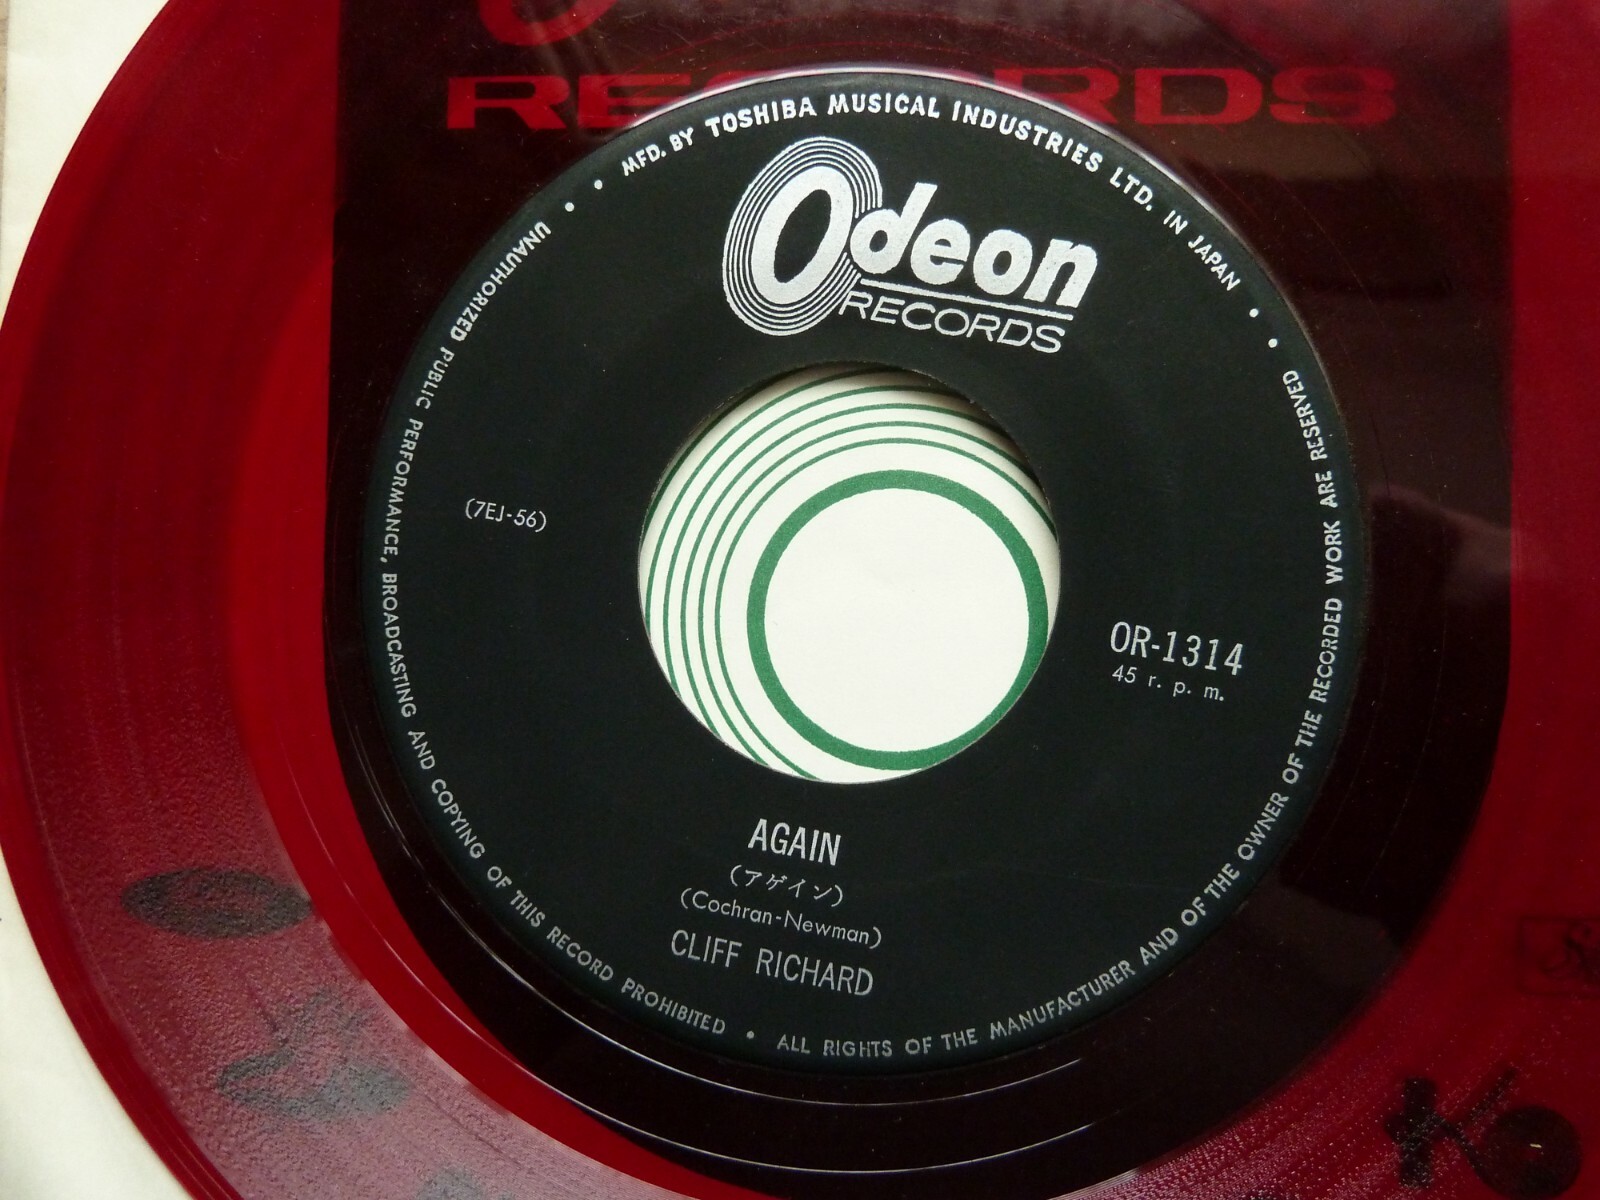 RECORDS
MFD. BY TOSHIBA MUSICAL INDUSTRIES LTD. IN JAPAN
Odeon
RECORDS
(7EJ-56)
OR-1314
45 r. p. m.
AGAIN
(アゲイン)
(Cochran-Newman)
CLIFF RICHARD
UNAUTHORIZED PUBLIC PERFORMANCE, BROADCASTING AND COPYING OF THIS RECORD PROHIBITED • ALL RIGHTS OF THE MANUFACTURER AND OF THE OWNER OF THE RECORDED WORK ARE RESERVED